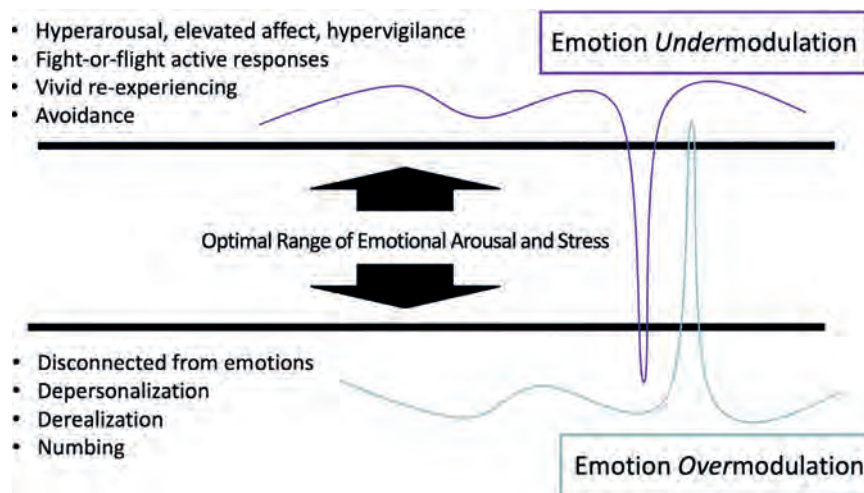 • Hyperarousal, elevated affect, hypervigilance
• Fight-or-flight active responses
• Vivid re-experiencing
• Avoidance
Emotion Undermodulation
Optimal Range of Emotional Arousal and Stress
• Disconnected from emotions
• Depersonalization
• Derealization
• Numbing
Emotion Overmodulation